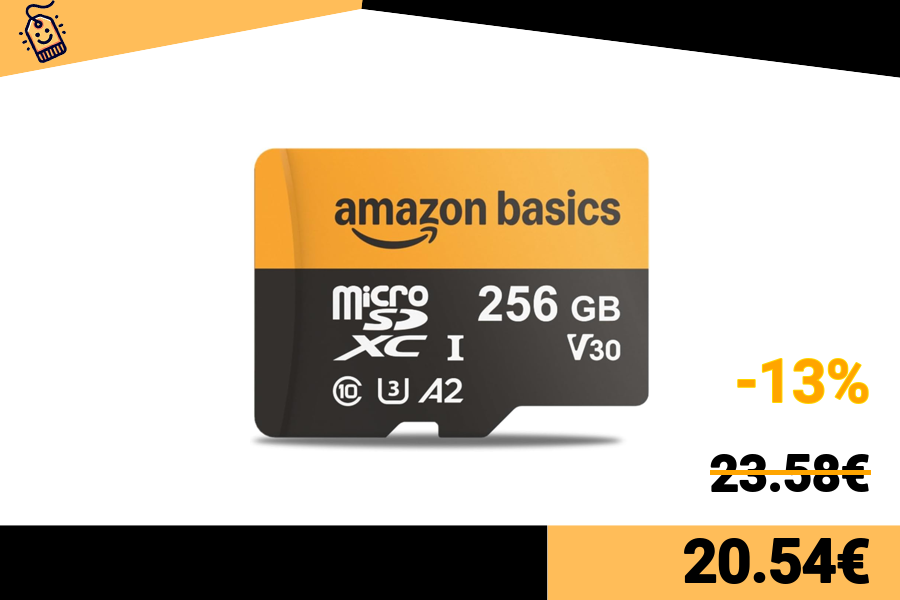 amazon basics
micro SD XC I
256 GB
V30
10 U3 A2
-13%
23.58€
20.54€